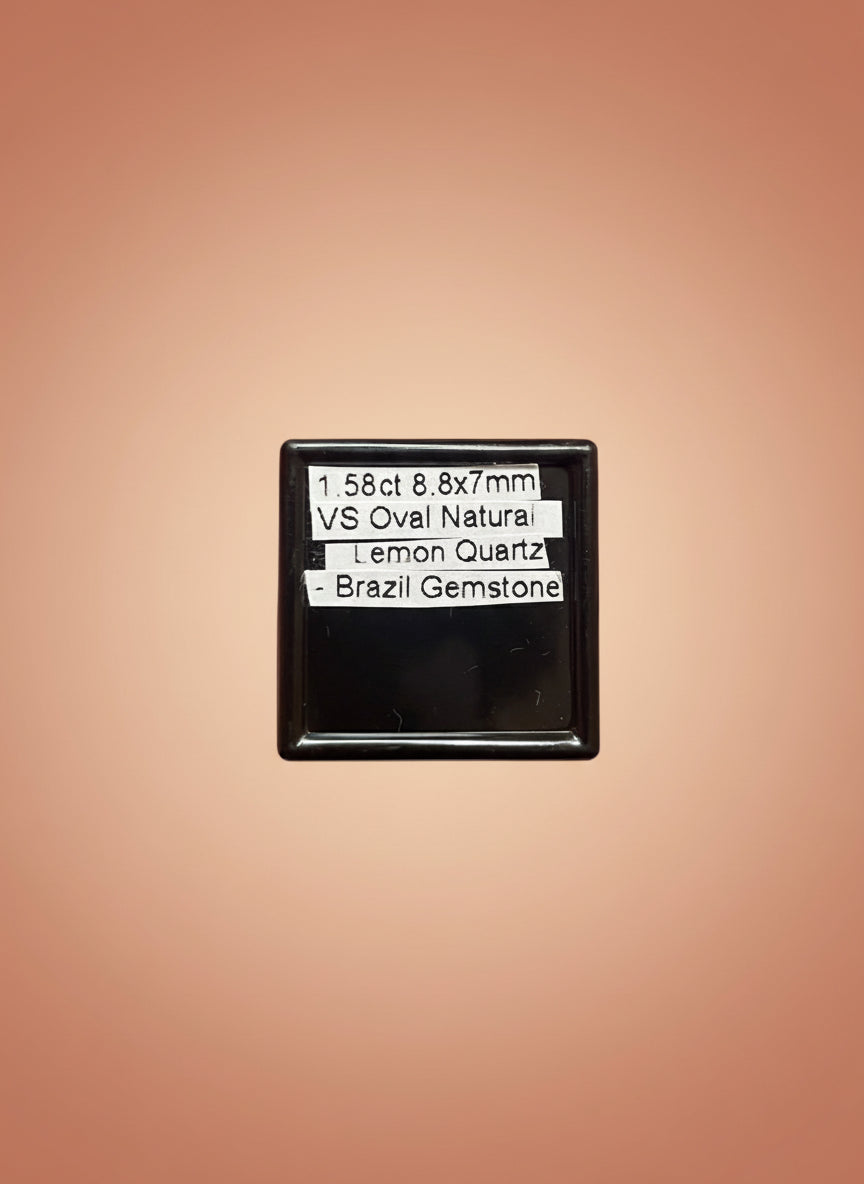 1.58ct 8.8x7mm
VS Oval Natural
Lemon Quartz
- Brazil Gemstone